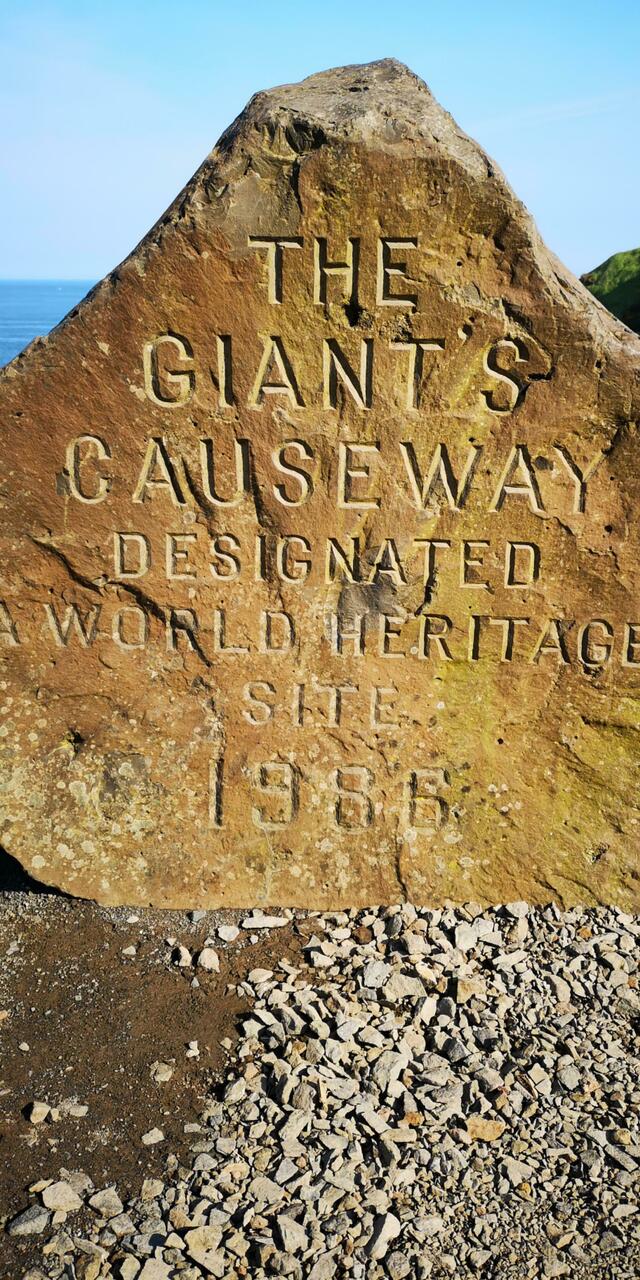 THE
GIANT'S
CAUSEWAY
DESIGNATED
A WORLD HERITAGE
SITE
1986